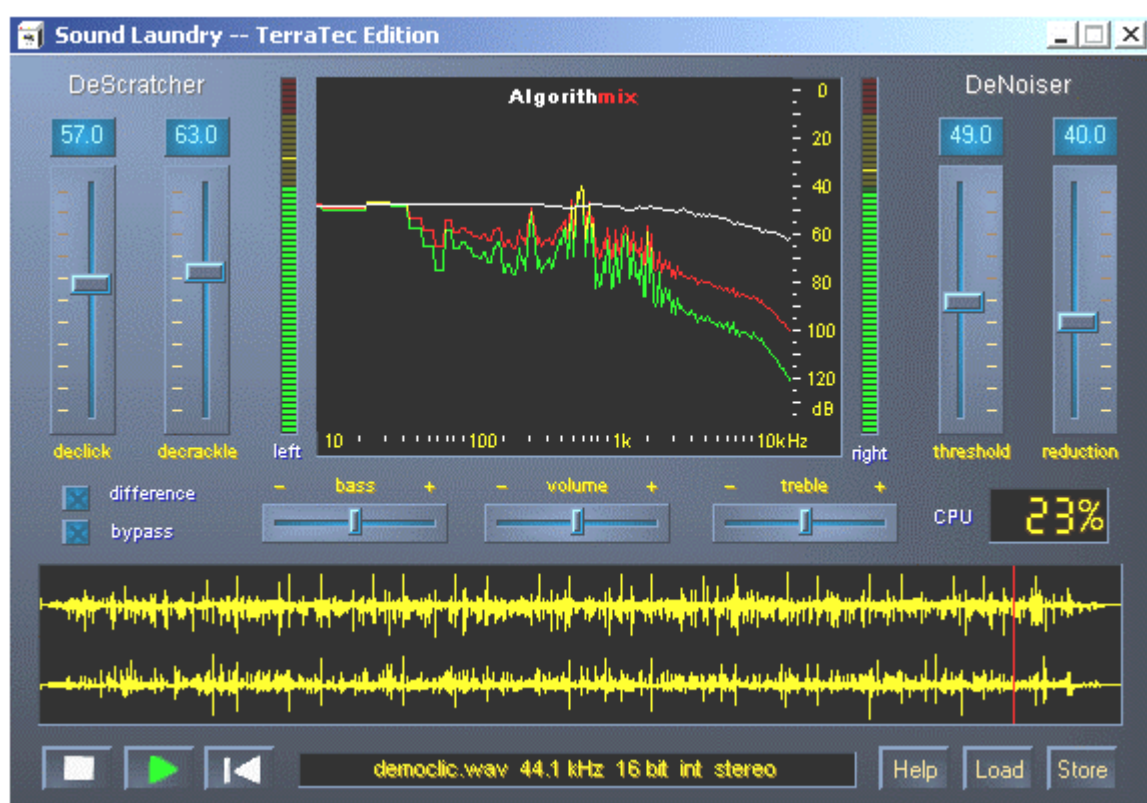 Sound Laundry -- TerraTec Edition
DeScratcher
57.0 63.0
declick decrackle
left
Algorithmix
0
20
40
60
80
100
120
dB
10 100 1k 10kHz
right
DeNoiser
49.0 40.0
threshold reduction
difference
bypass
- bass +
- volume +
- treble +
CPU 23%
democlic.wav 44.1 kHz 16 bit int stereo
Help Load Store